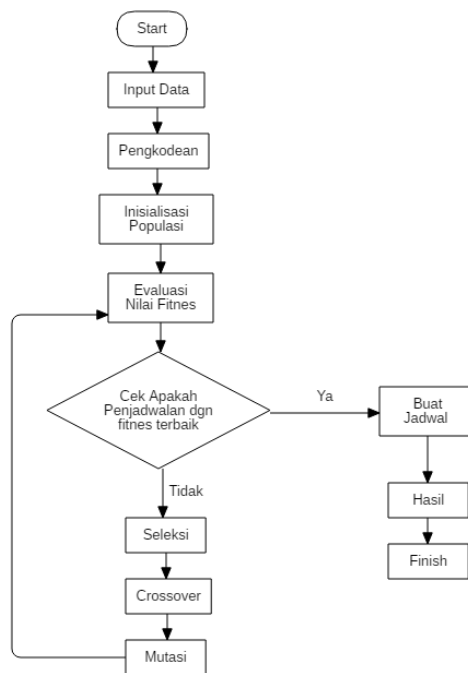 Start
Input Data
Pengkodean
Inisialisasi
Populasi
Evaluasi
Nilai Fitnes
Cek Apakah
Penjadwalan dgn
fitnes terbaik
Ya
Buat
Jadwal
Tidak
Hasil
Seleksi
Finish
Crossover
Mutasi